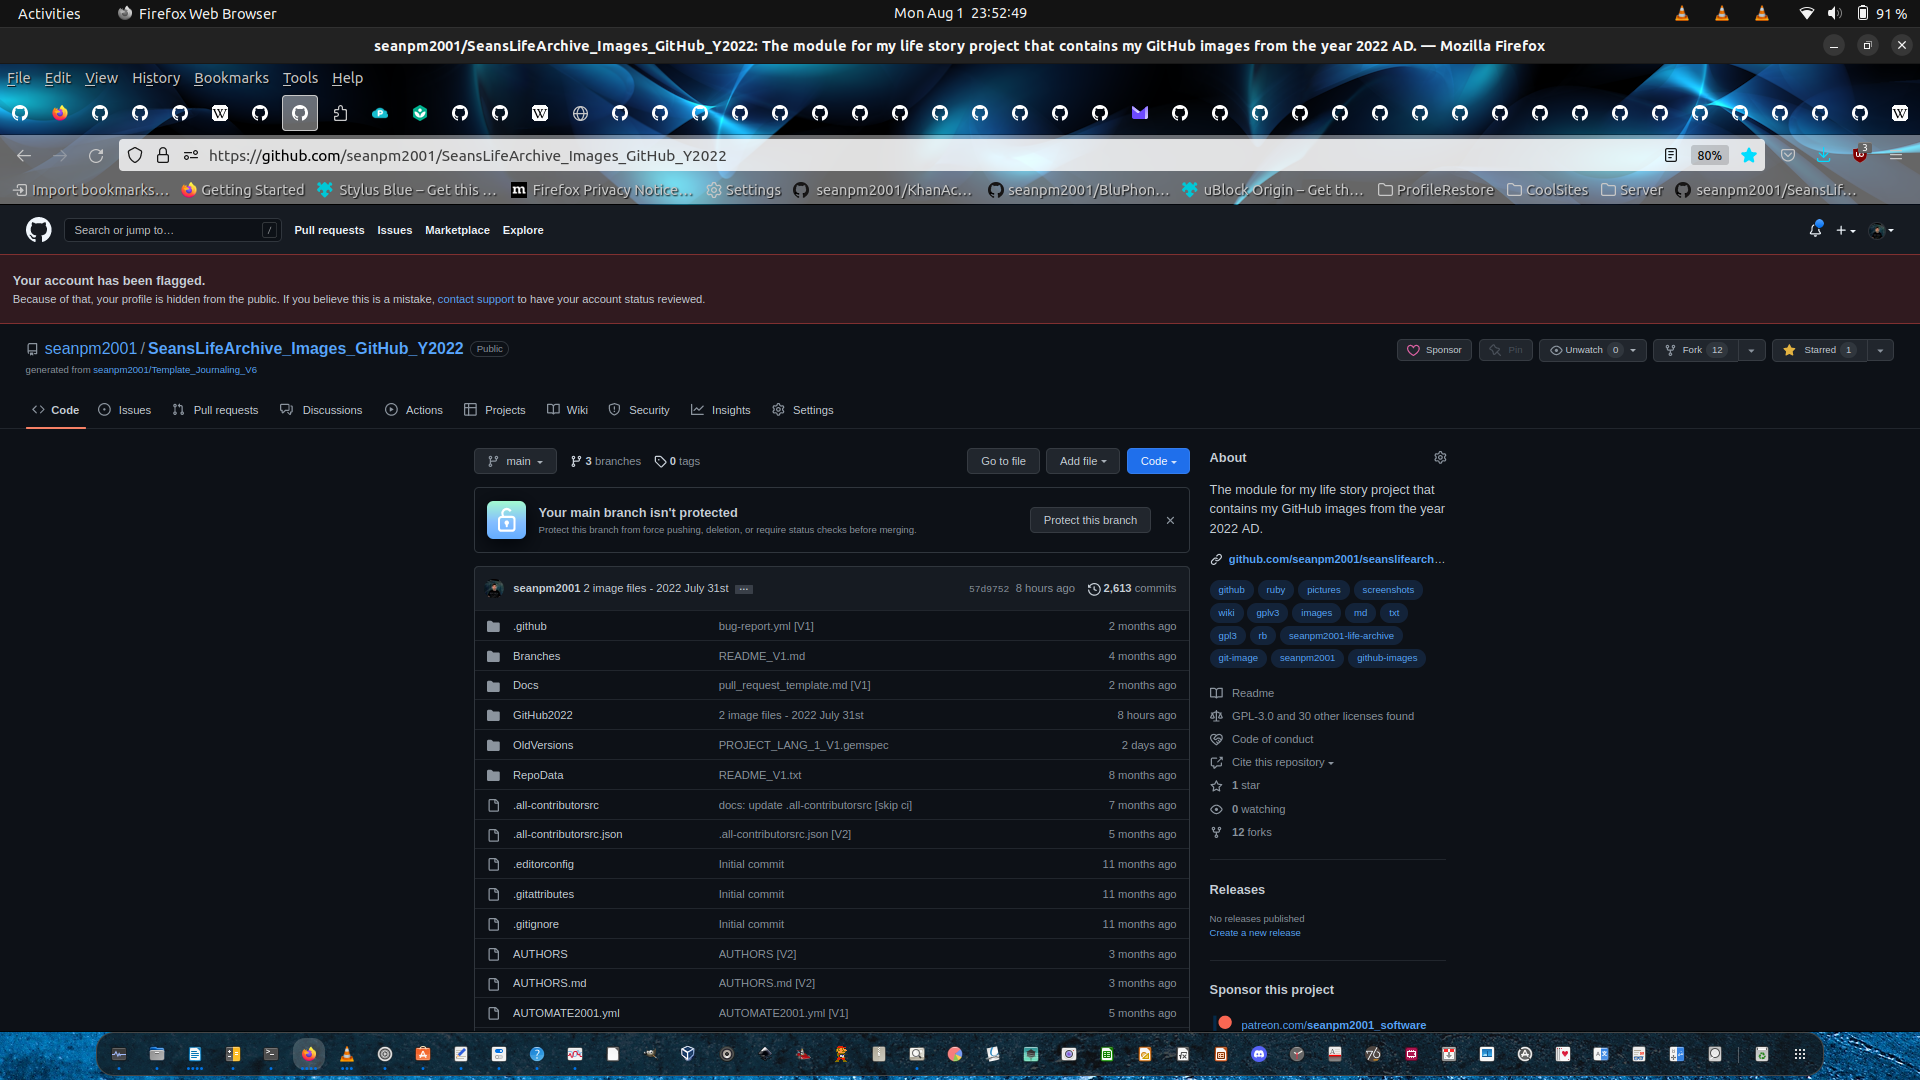 Activities Firefox Web Browser Mon Aug 1 23:52:49 91 %
seanpm2001/SeansLifeArchive_Images_GitHub_Y2022: The module for my life story project that contains my GitHub images from the year 2022 AD. — Mozilla Firefox
File Edit View History Bookmarks Tools Help
https://github.com/seanpm2001/SeansLifeArchive_Images_GitHub_Y2022 80% 3
Import bookmarks... Getting Started Stylus Blue – Get this ... Firefox Privacy Notice... Settings seanpm2001/KhanAc... seanpm2001/BluPhon... uBlock Origin – Get th... ProfileRestore CoolSites Server seanpm2001/SeansLif...
Search or jump to... / Pull requests Issues Marketplace Explore
Your account has been flagged.
Because of that, your profile is hidden from the public. If you believe this is a mistake, contact support to have your account status reviewed.
seanpm2001 / SeansLifeArchive_Images_GitHub_Y2022 Public Sponsor Pin Unwatch 0 Fork 12 Starred 1
generated from seanpm2001/Template_Journaling_V6
Code Issues Pull requests Discussions Actions Projects Wiki Security Insights Settings
main 3 branches 0 tags Go to file Add file Code
Your main branch isn't protected
Protect this branch from force pushing, deletion, or require status checks before merging.
Protect this branch
seanpm2001 2 image files - 2022 July 31st ... 57d9752 8 hours ago 2,613 commits
.github bug-report.yml [V1] 2 months ago
Branches README_V1.md 4 months ago
Docs pull_request_template.md [V1] 2 months ago
GitHub2022 2 image files - 2022 July 31st 8 hours ago
OldVersions PROJECT_LANG_1_V1.gemspec 2 days ago
RepoData README_V1.txt 8 months ago
.all-contributorsrc docs: update .all-contributorsrc [skip ci] 7 months ago
.all-contributorsrc.json .all-contributorsrc.json [V2] 5 months ago
.editorconfig Initial commit 11 months ago
.gitattributes Initial commit 11 months ago
.gitignore Initial commit 11 months ago
AUTHORS AUTHORS [V2] 3 months ago
AUTHORS.md AUTHORS.md [V2] 3 months ago
AUTOMATE2001.yml AUTOMATE2001.yml [V1] 5 months ago
About
The module for my life story project that
contains my GitHub images from the year
2022 AD.
github.com/seanpm2001/seanslifearch...
github ruby pictures screenshots
wiki gplv3 images md txt
gpl3 rb seanpm2001-life-archive
git-image seanpm2001 github-images
Readme
GPL-3.0 and 30 other licenses found
Code of conduct
Cite this repository
1 star
0 watching
12 forks
Releases
No releases published
Create a new release
Sponsor this project
patreon.com/seanpm2001_software